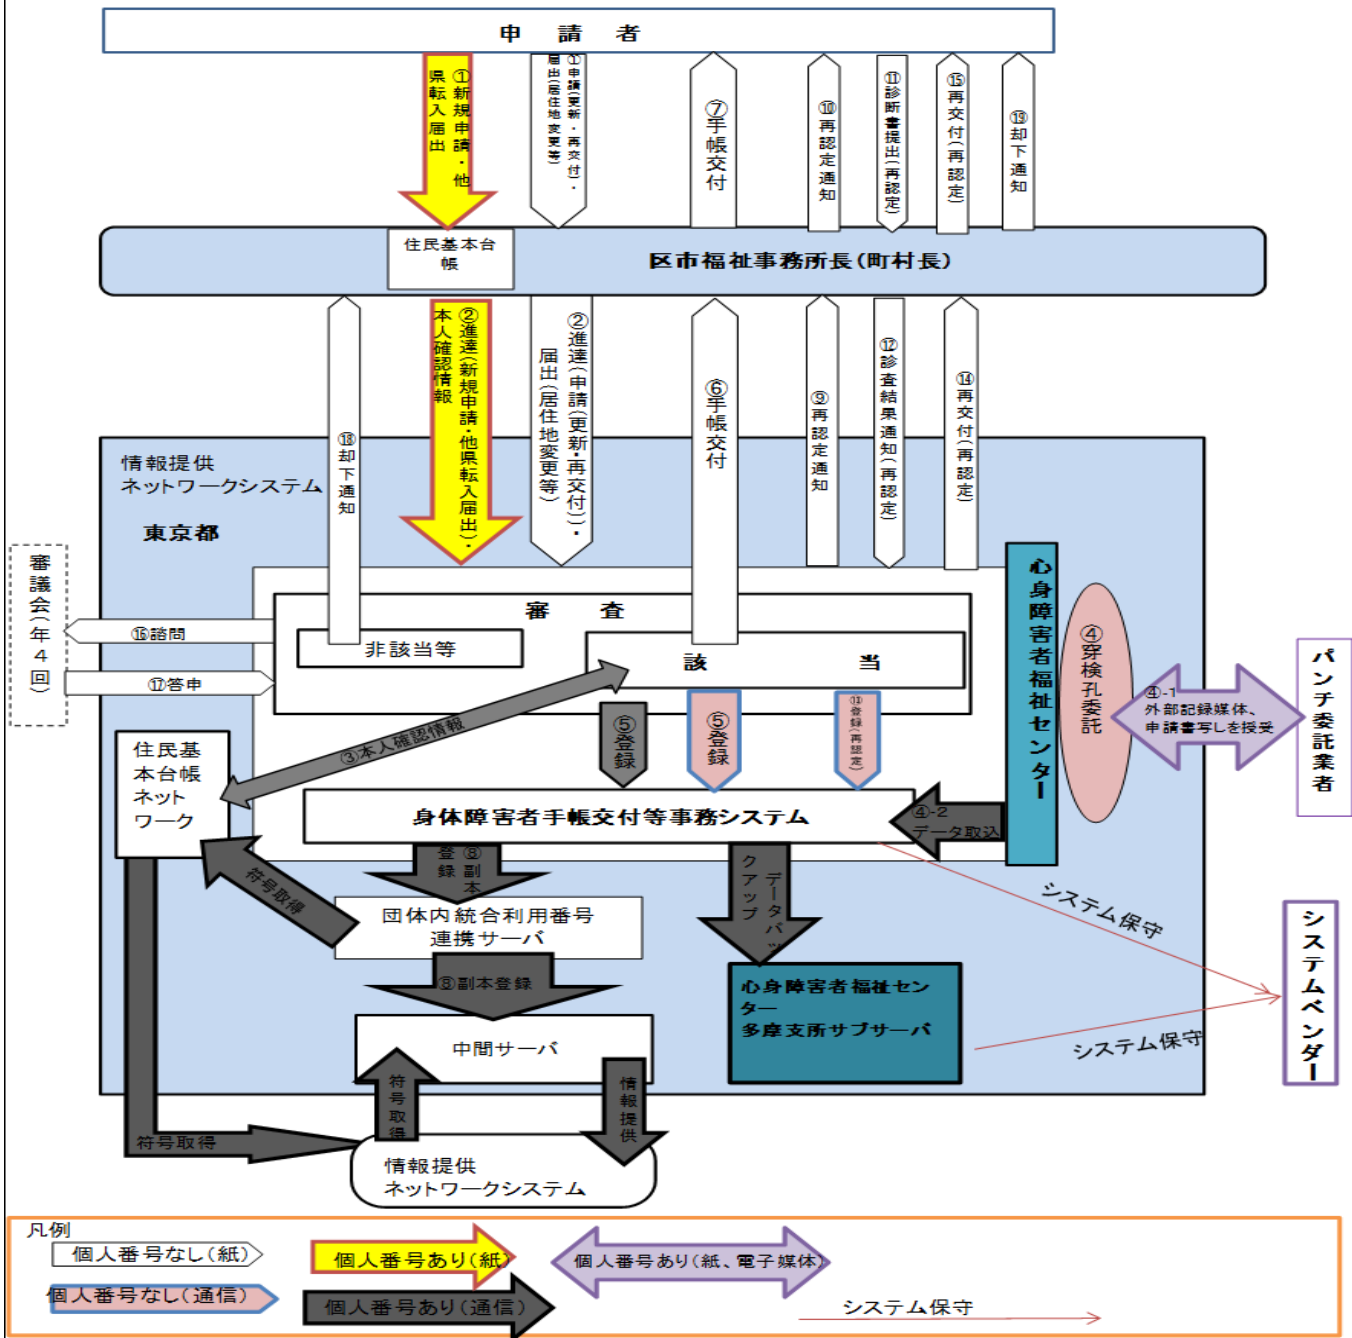 申請者
①新規申請・他
県転入届出
①申請(更新・再交付)・
届出(居住地変更等)
⑦手帳交付
⑩再認定通知
⑪診断書提出(再認定)
⑮再交付(再認定)
⑲却下通知
住民基本台
帳
区市福祉事務所長(町村長)
⑱却下通知
②進達(新規申請・他県転入届出)・
本人確認情報
②進達(申請(更新・再交付))・
届出(居住地変更等)
⑥手帳交付
⑨再認定通知
⑫診査結果通知(再認定)
⑭再交付(再認定)
情報提供
ネットワークシステム
東京都
審議会(年4回)
⑯諮問
⑰答申
審査
非該当等
該当
心身障害者福祉センター
④穿検孔委託
④-1
外部記録媒体、
申請書写しを授受
パンチ委託業者
③本人確認情報
⑤登録
⑤登録
⑬登録(再認定)
住民基
本台帳
ネット
ワーク
身体障害者手帳交付等事務システム
④-2
データ取込
⑧副本
登録
データバッ
クアップ
符号取得
団体内統合利用番号
連携サーバ
⑧副本登録
心身障害者福祉セン
ター
多摩支所サブサーバ
システム保守
システム保守
システムベンダー
中間サーバ
符号取得
情報提供
符号取得
情報提供
ネットワークシステム
凡例
個人番号なし(紙)
個人番号あり(紙)
個人番号あり(紙、電子媒体)
個人番号なし(通信)
個人番号あり(通信)
システム保守